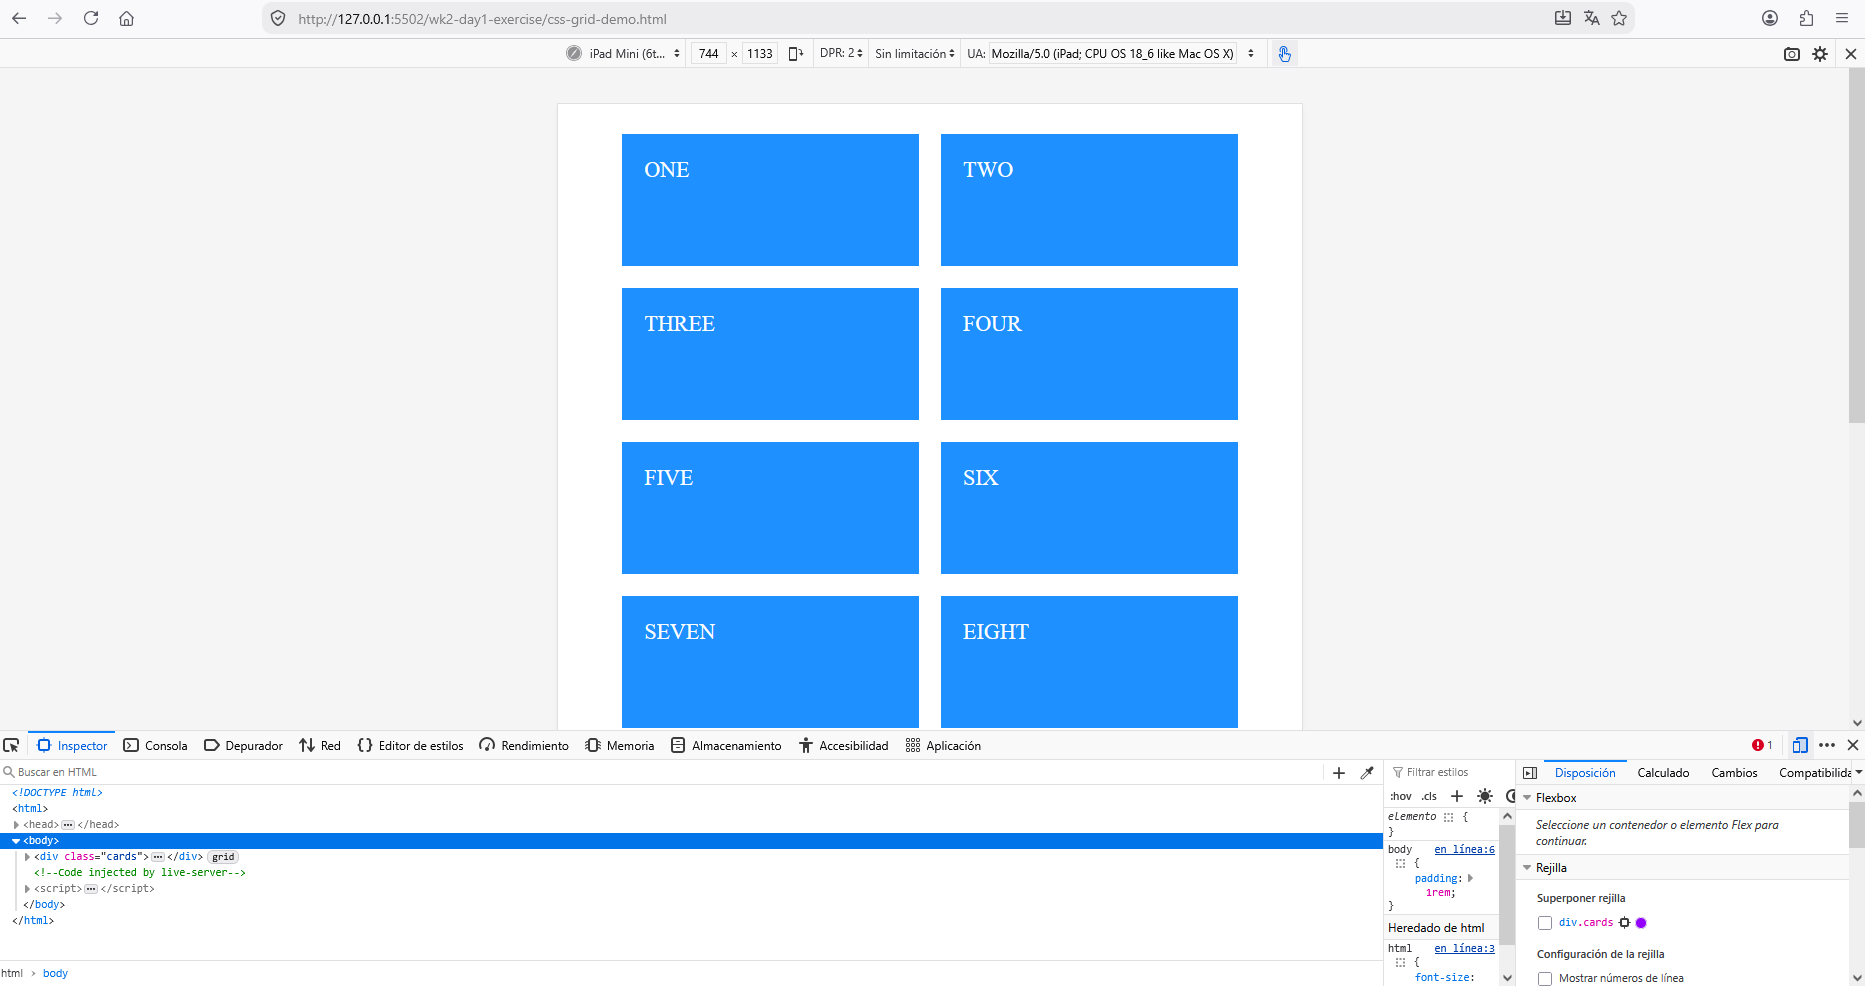 http://127.0.0.1:5502/wk2-day1-exercise/css-grid-demo.html
iPad Mini (6t... 744 × 1133 DPR: 2 Sin limitación UA: Mozilla/5.0 (iPad; CPU OS 18_6 like Mac OS X)
ONE TWO
THREE FOUR
FIVE SIX
SEVEN EIGHT
Inspector Consola Depurador Red Editor de estilos Rendimiento Memoria Almacenamiento Accesibilidad Aplicación 1
Buscar en HTML
<!DOCTYPE html>
<html>
<head> </head>
<body>
<div class="cards"> </div> grid
<!--Code injected by live-server-->
<script> </script>
</body>
</html>
html > body
Filtrar estilos
:hov .cls
elemento {
}
body en línea:6
{
padding:
1rem;
}
Heredado de html
html en línea:3
{
font-size:
Disposición Calculado Cambios Compatibilida
Flexbox
Seleccione un contenedor o elemento Flex para
continuar.
Rejilla
Superponer rejilla
div.cards
Configuración de la rejilla
Mostrar números de línea